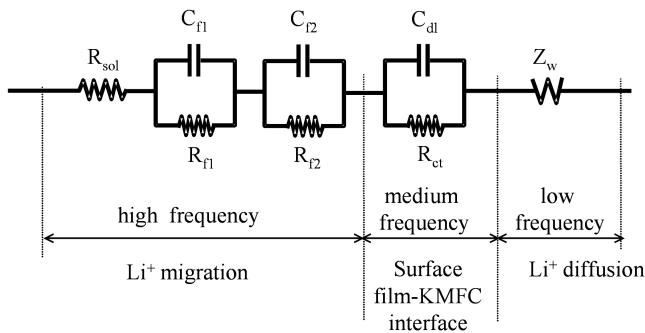 C_f1 C_f2 C_dl
R_sol Z_w
R_f1 R_f2 R_ct
high frequency
medium
frequency
low
frequency
Li⁺ migration
Surface
film-KMFC
interface
Li⁺ diffusion